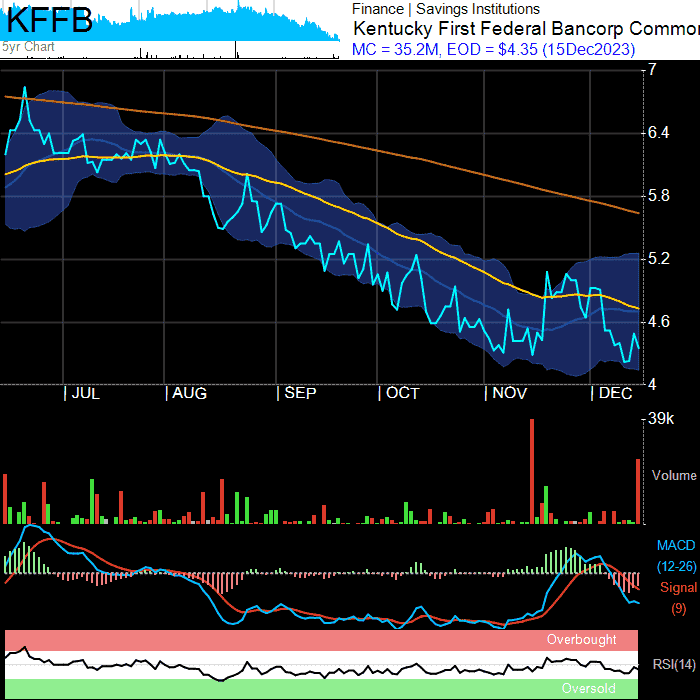 KFFB
5yr Chart
Finance | Savings Institutions
Kentucky First Federal Bancorp Common
MC = 35.2M, EOD = $4.35 (15Dec2023)
7
6.4
5.8
5.2
4.6
4
| JUL | AUG | SEP | OCT | NOV | DEC
39k
Volume
MACD
(12-26)
Signal
(9)
Overbought
RSI(14)
Oversold